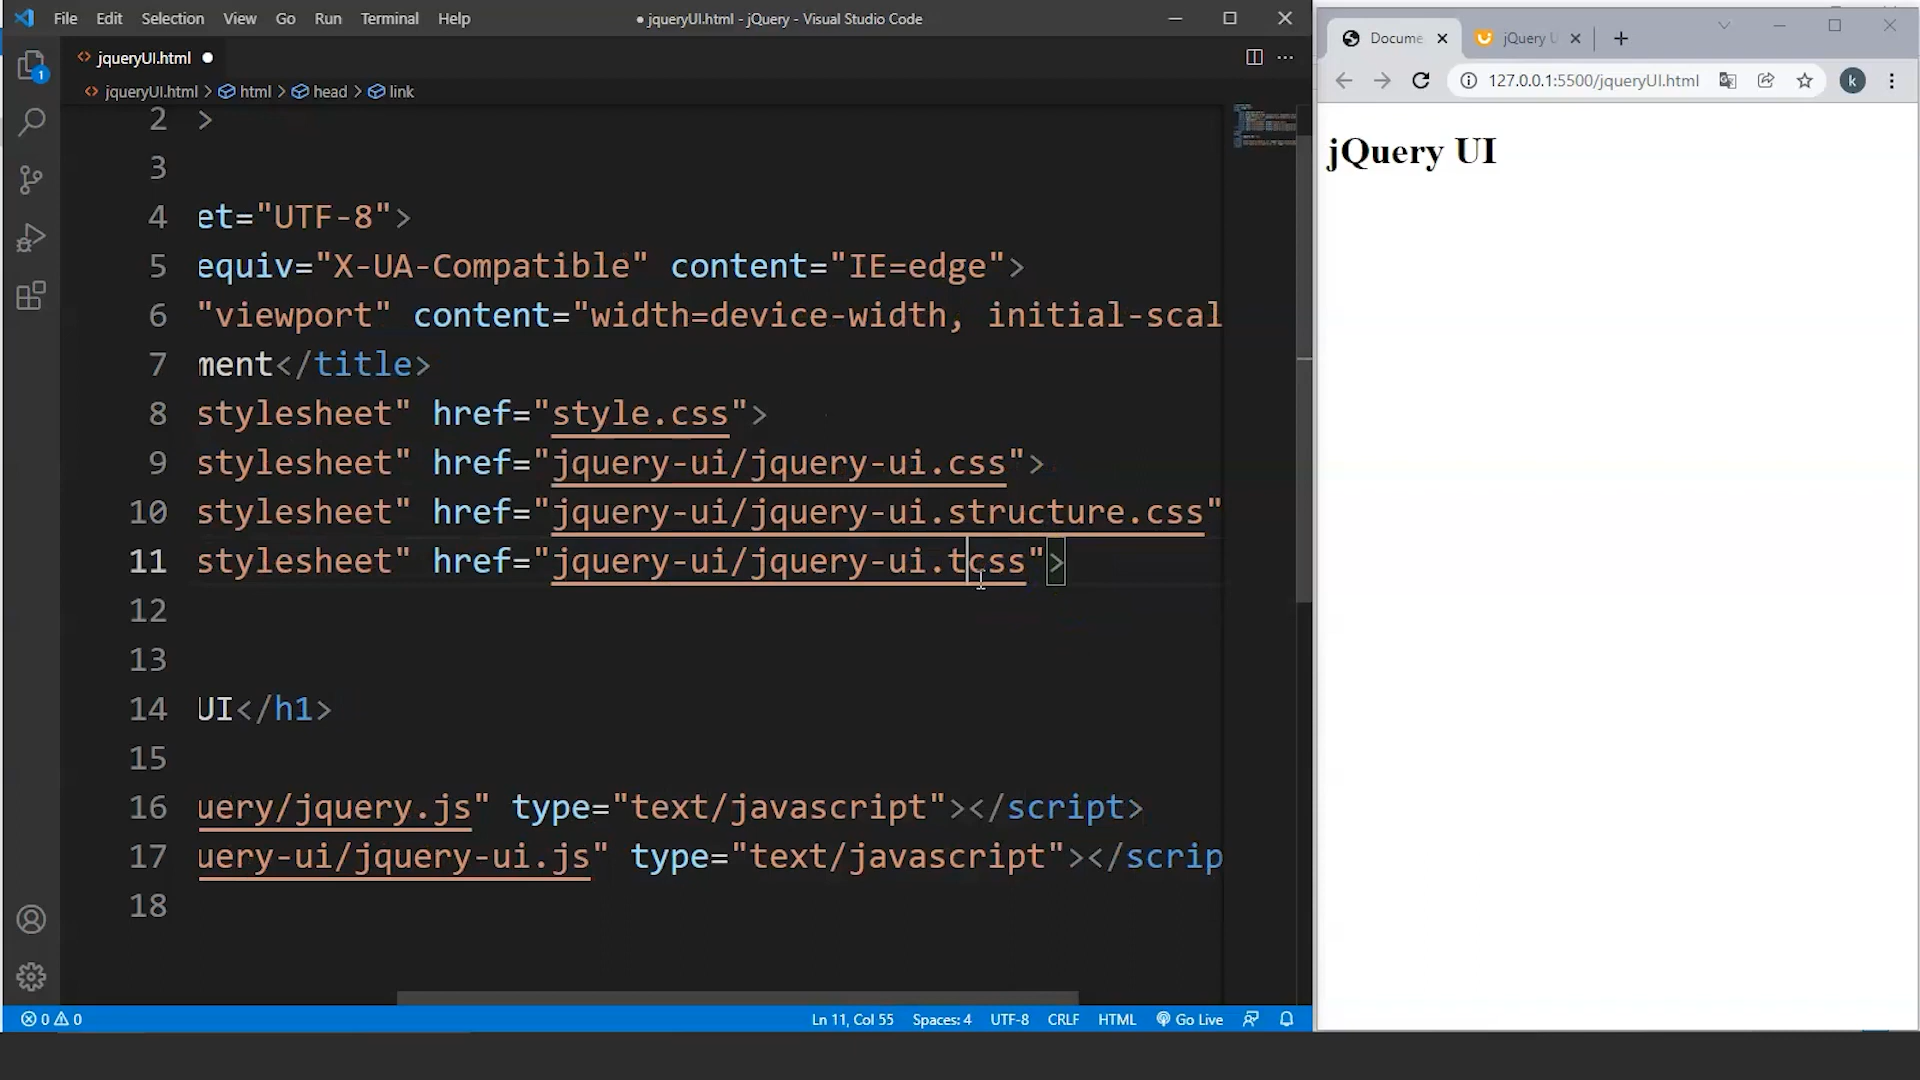 File Edit Selection View Go Run Terminal Help
● jqueryUI.html - jQuery - Visual Studio Code
jqueryUI.html
jqueryUI.html > html > head > link
2 >
3
4 et="UTF-8">
5 equiv="X-UA-Compatible" content="IE=edge">
6 "viewport" content="width=device-width, initial-scal
7 ment</title>
8 stylesheet" href="style.css">
9 stylesheet" href="jquery-ui/jquery-ui.css">
10 stylesheet" href="jquery-ui/jquery-ui.structure.css"
11 stylesheet" href="jquery-ui/jquery-ui.tcss">
12
13
14 UI</h1>
15
16 uery/jquery.js" type="text/javascript"></script>
17 uery-ui/jquery-ui.js" type="text/javascript"></scrip
18
1
0 0 Ln 11, Col 55 Spaces: 4 UTF-8 CRLF HTML Go Live
Docume jQuery U
127.0.0.1:5500/jqueryUI.html k
jQuery UI